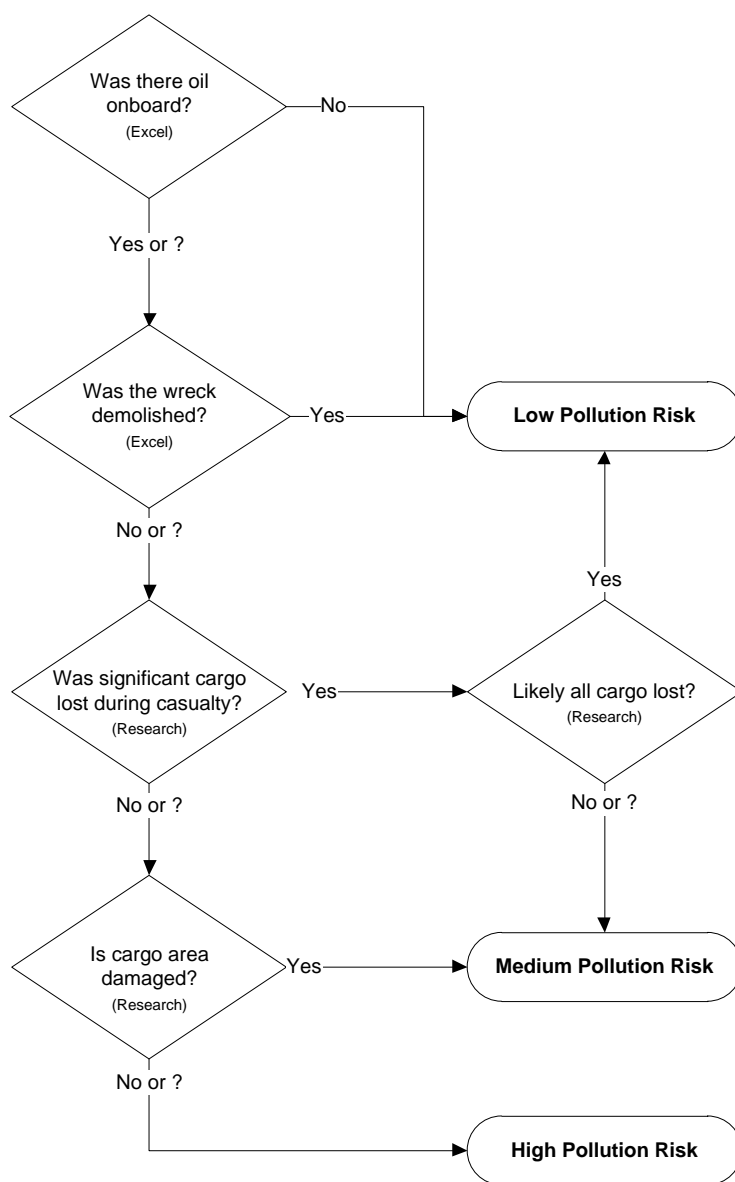 Was there oil
onboard?
(Excel)
No
Yes or ?
Was the wreck
demolished?
(Excel)
Yes
Low Pollution Risk
No or ?
Yes
Was significant cargo
lost during casualty?
(Research)
Yes
Likely all cargo lost?
(Research)
No or ?
No or ?
Is cargo area
damaged?
(Research)
Yes
Medium Pollution Risk
No or ?
High Pollution Risk